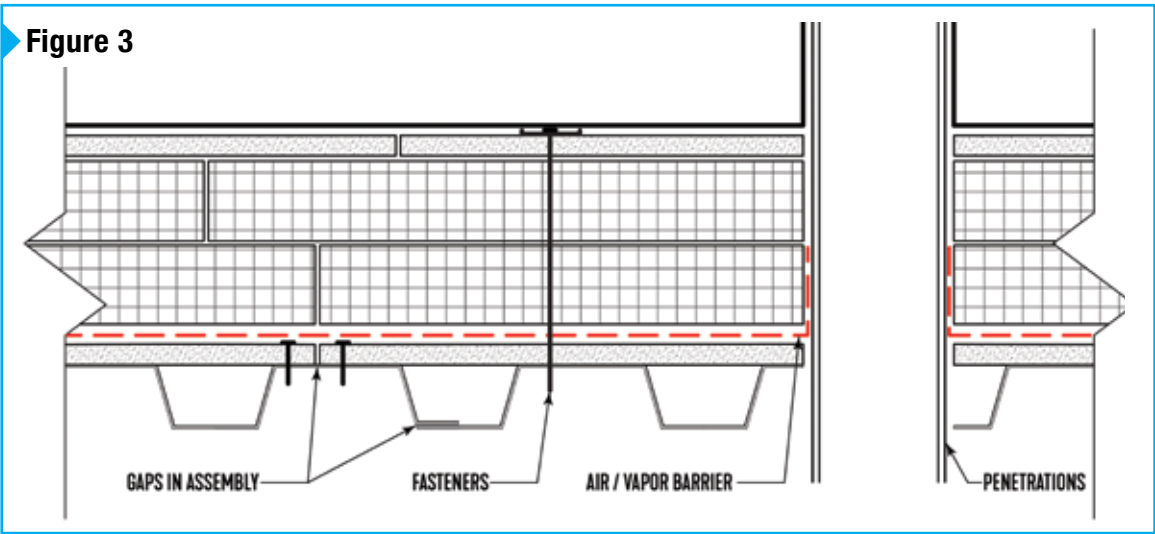 Figure 3
GAPS IN ASSEMBLY
FASTENERS
AIR / VAPOR BARRIER
PENETRATIONS